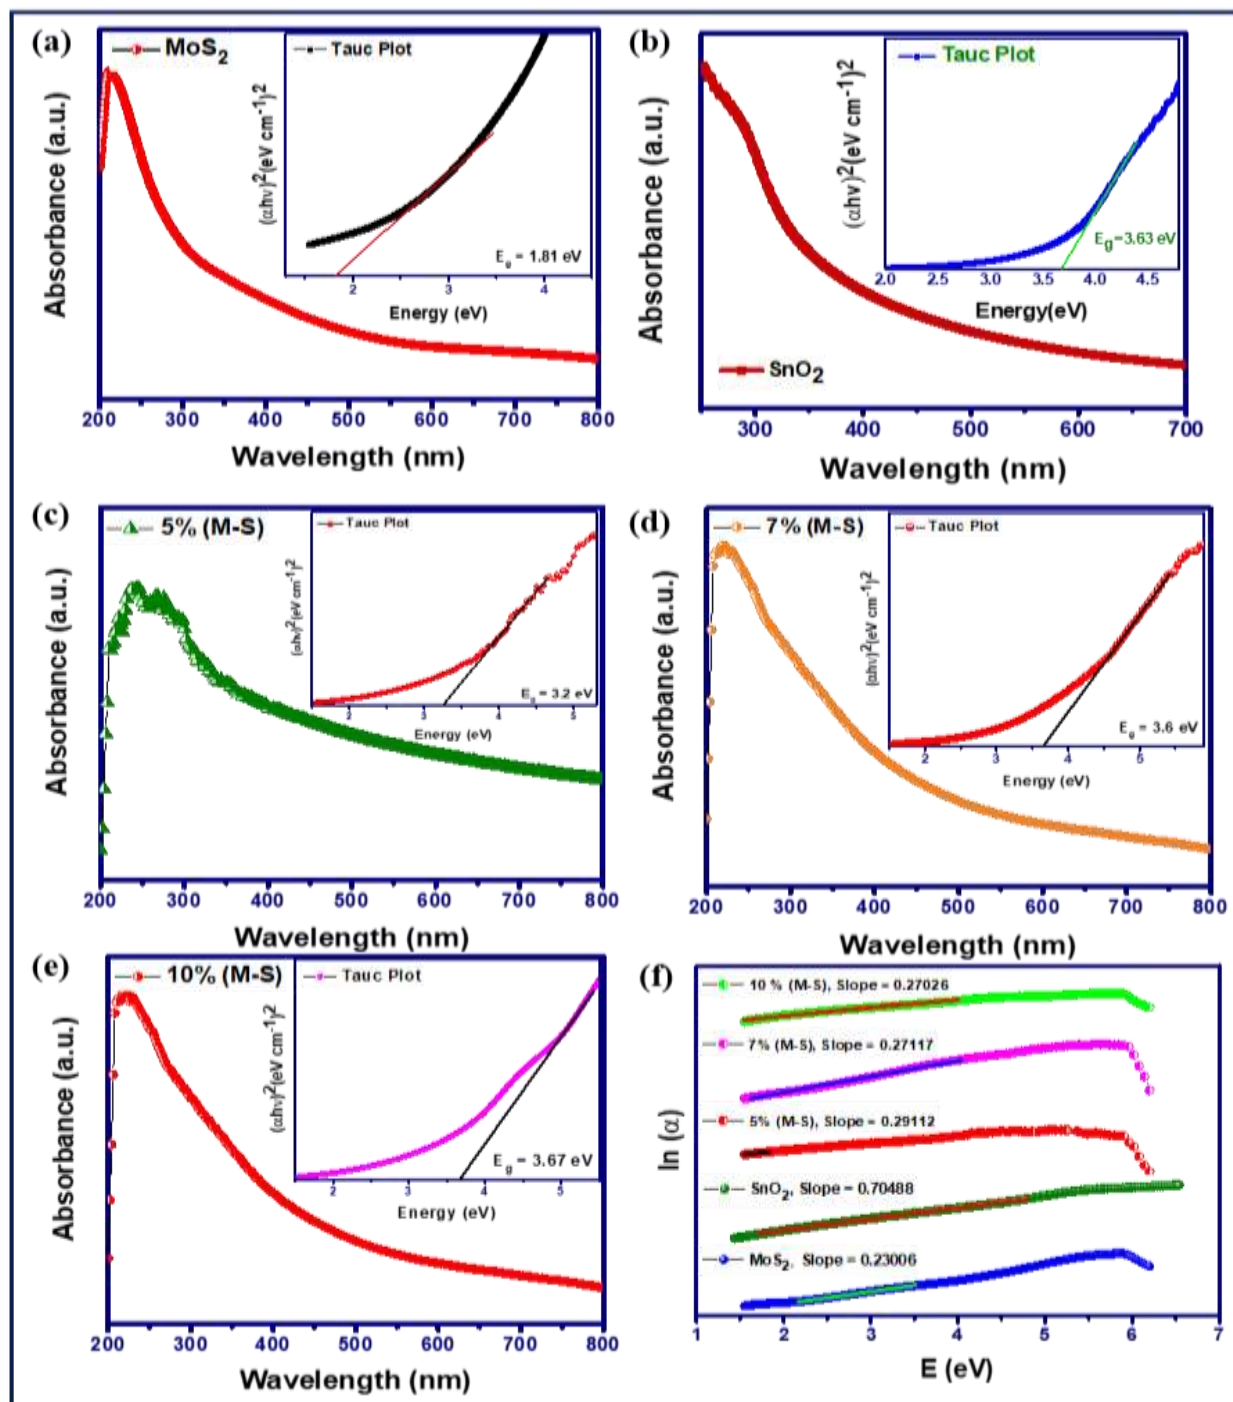 (a)
MoS2
Tauc Plot
(αhν)^2(eV cm^-1)^2
Eg = 1.81 eV
2 3 4
Energy (eV)
Absorbance (a.u.)
200 300 400 500 600 700 800
Wavelength (nm)
(b)
Tauc Plot
(αhν)^2(eV cm^-1)^2
Eg=3.63 eV
2.0 2.5 3.0 3.5 4.0 4.5
Energy(eV)
SnO2
Absorbance (a.u.)
300 400 500 600 700
Wavelength (nm)
(c)
5% (M-S)
Tauc Plot
(αhν)^2(eV cm^-1)^2
Eg = 3.2 eV
2 3 4 5
Energy (eV)
Absorbance (a.u.)
200 300 400 500 600 700 800
Wavelength (nm)
(d)
7% (M-S)
Tauc Plot
(αhν)^2(eV cm^-1)^2
Eg = 3.6 eV
2 3 4 5
Energy (eV)
Absorbance (a.u.)
200 300 400 500 600 700 800
Wavelength (nm)
(e)
10% (M-S)
Tauc Plot
(αhν)^2(eV cm^-1)^2
Eg = 3.67 eV
2 3 4 5
Energy (eV)
Absorbance (a.u.)
200 300 400 500 600 700 800
Wavelength (nm)
(f)
10 % (M-S), Slope = 0.27026
7% (M-S), Slope = 0.27117
5% (M-S), Slope = 0.29112
SnO2, Slope = 0.70488
MoS2, Slope = 0.23006
ln (α)
1 2 3 4 5 6 7
E (eV)